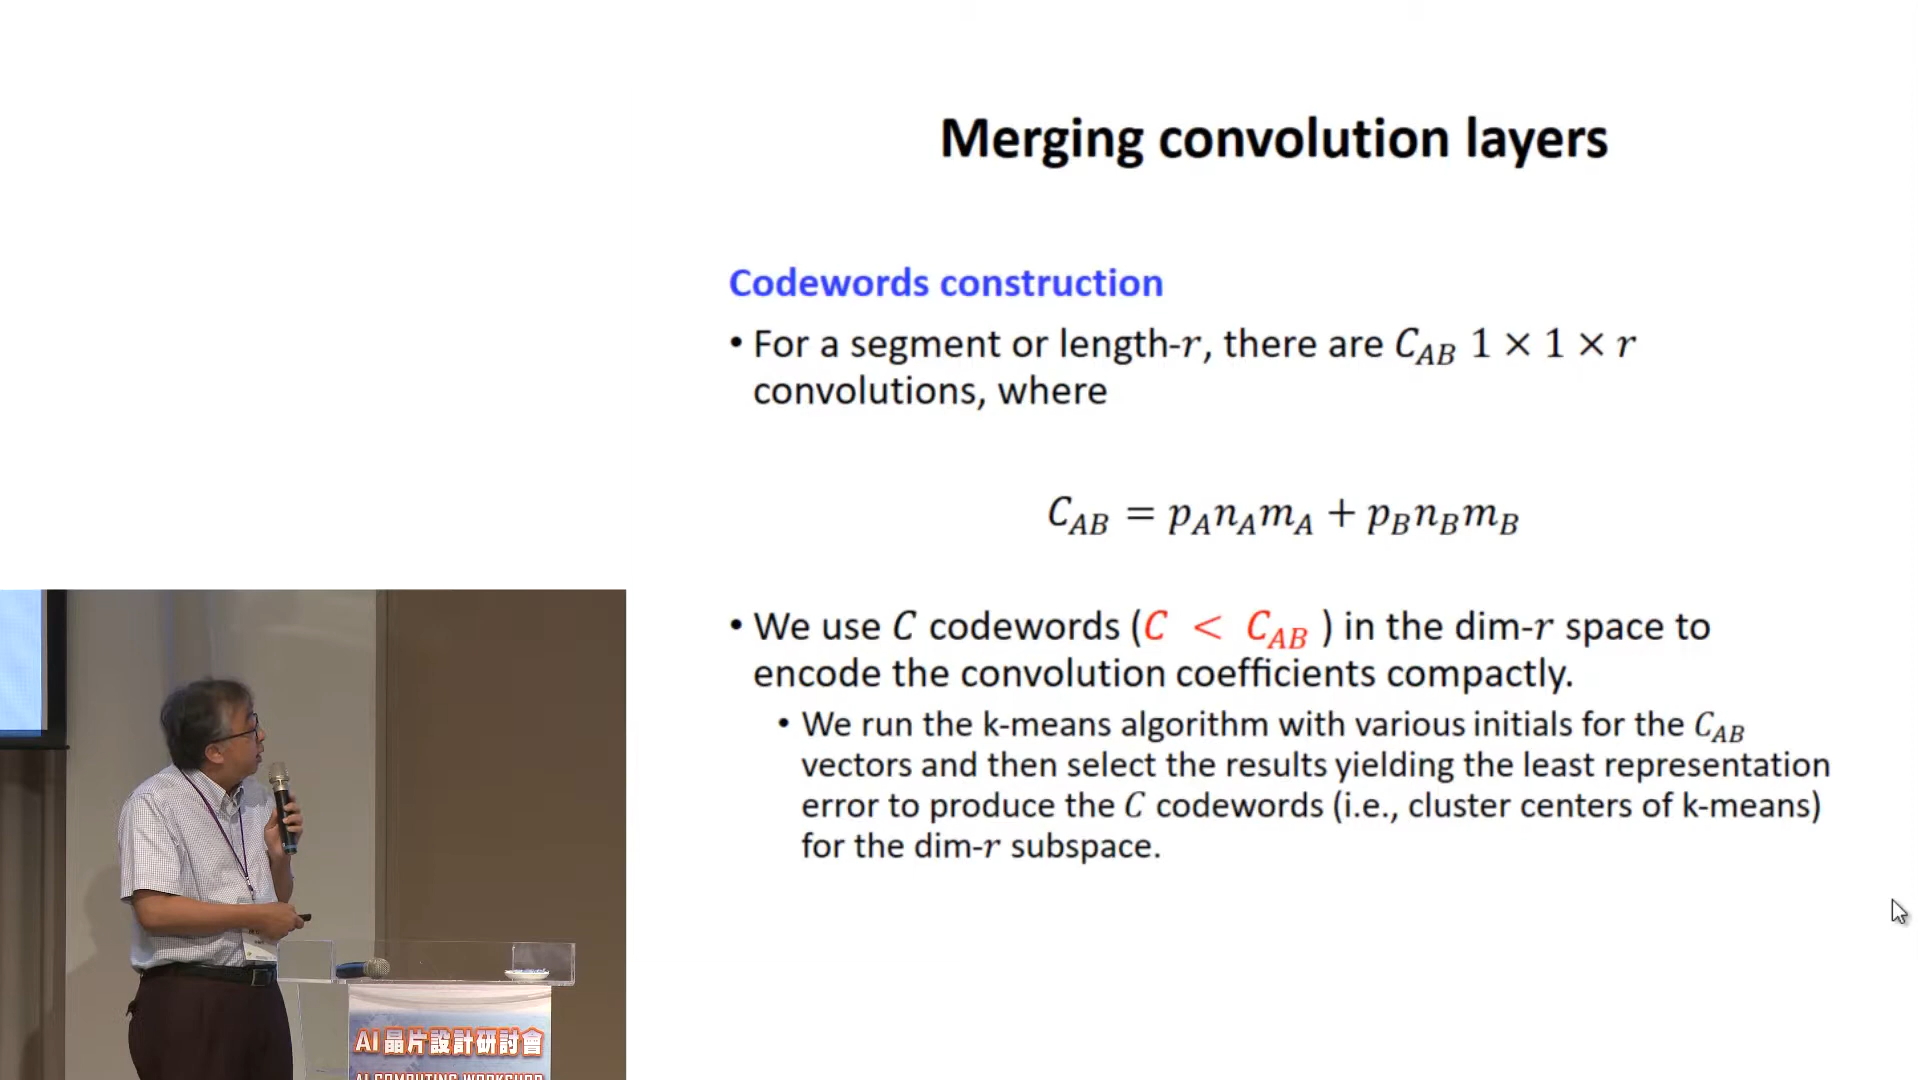 Merging convolution layers
Codewords construction
• For a segment or length-r, there are C_AB 1 × 1 × r
convolutions, where
C_AB = p_A n_A m_A + p_B n_B m_B
• We use C codewords (C < C_AB ) in the dim-r space to
encode the convolution coefficients compactly.
• We run the k-means algorithm with various initials for the C_AB
vectors and then select the results yielding the least representation
error to produce the C codewords (i.e., cluster centers of k-means)
for the dim-r subspace.
AI晶片設計研討會
AI COMPUTING WORKSHOP